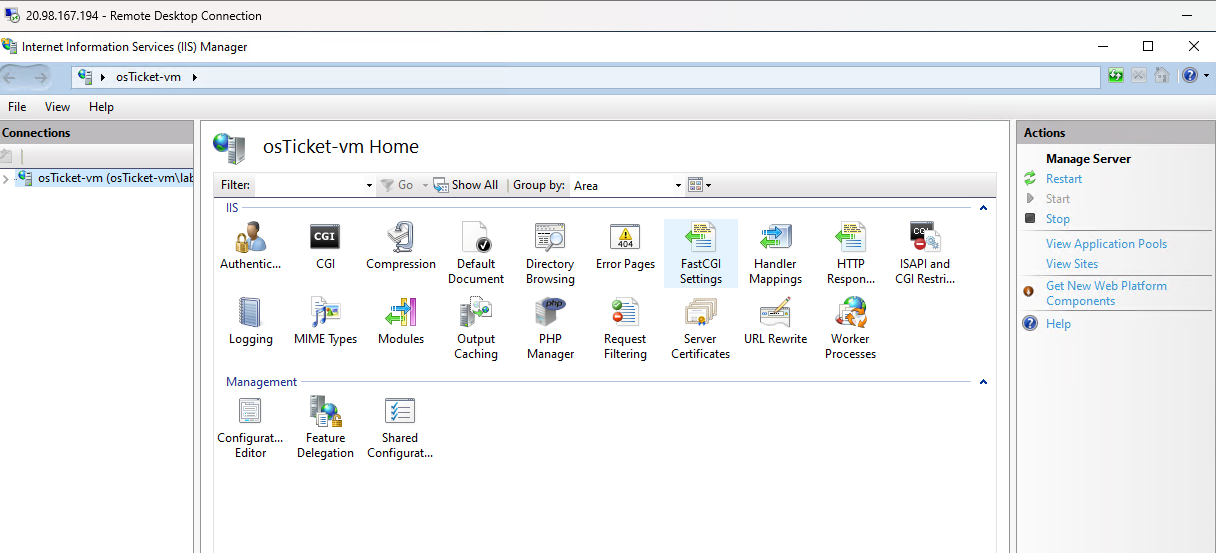 20.98.167.194 - Remote Desktop Connection
Internet Information Services (IIS) Manager
osTicket-vm
File View Help
Connections
osTicket-vm (osTicket-vm\lab
osTicket-vm Home
Filter: Go Show All Group by: Area
IIS
Authentic...
CGI
Compression
Default
Document
Directory
Browsing
Error Pages
404
FastCGI
Settings
Handler
Mappings
HTTP
Respon...
ISAPI and
CGI Restri...
CGI
Logging
MIME Types
Modules
Output
Caching
php
PHP
Manager
Request
Filtering
Server
Certificates
URL Rewrite
Worker
Processes
Management
Configurat...
Editor
Feature
Delegation
Shared
Configurat...
Actions
Manage Server
Restart
Start
Stop
View Application Pools
View Sites
Get New Web Platform
Components
Help